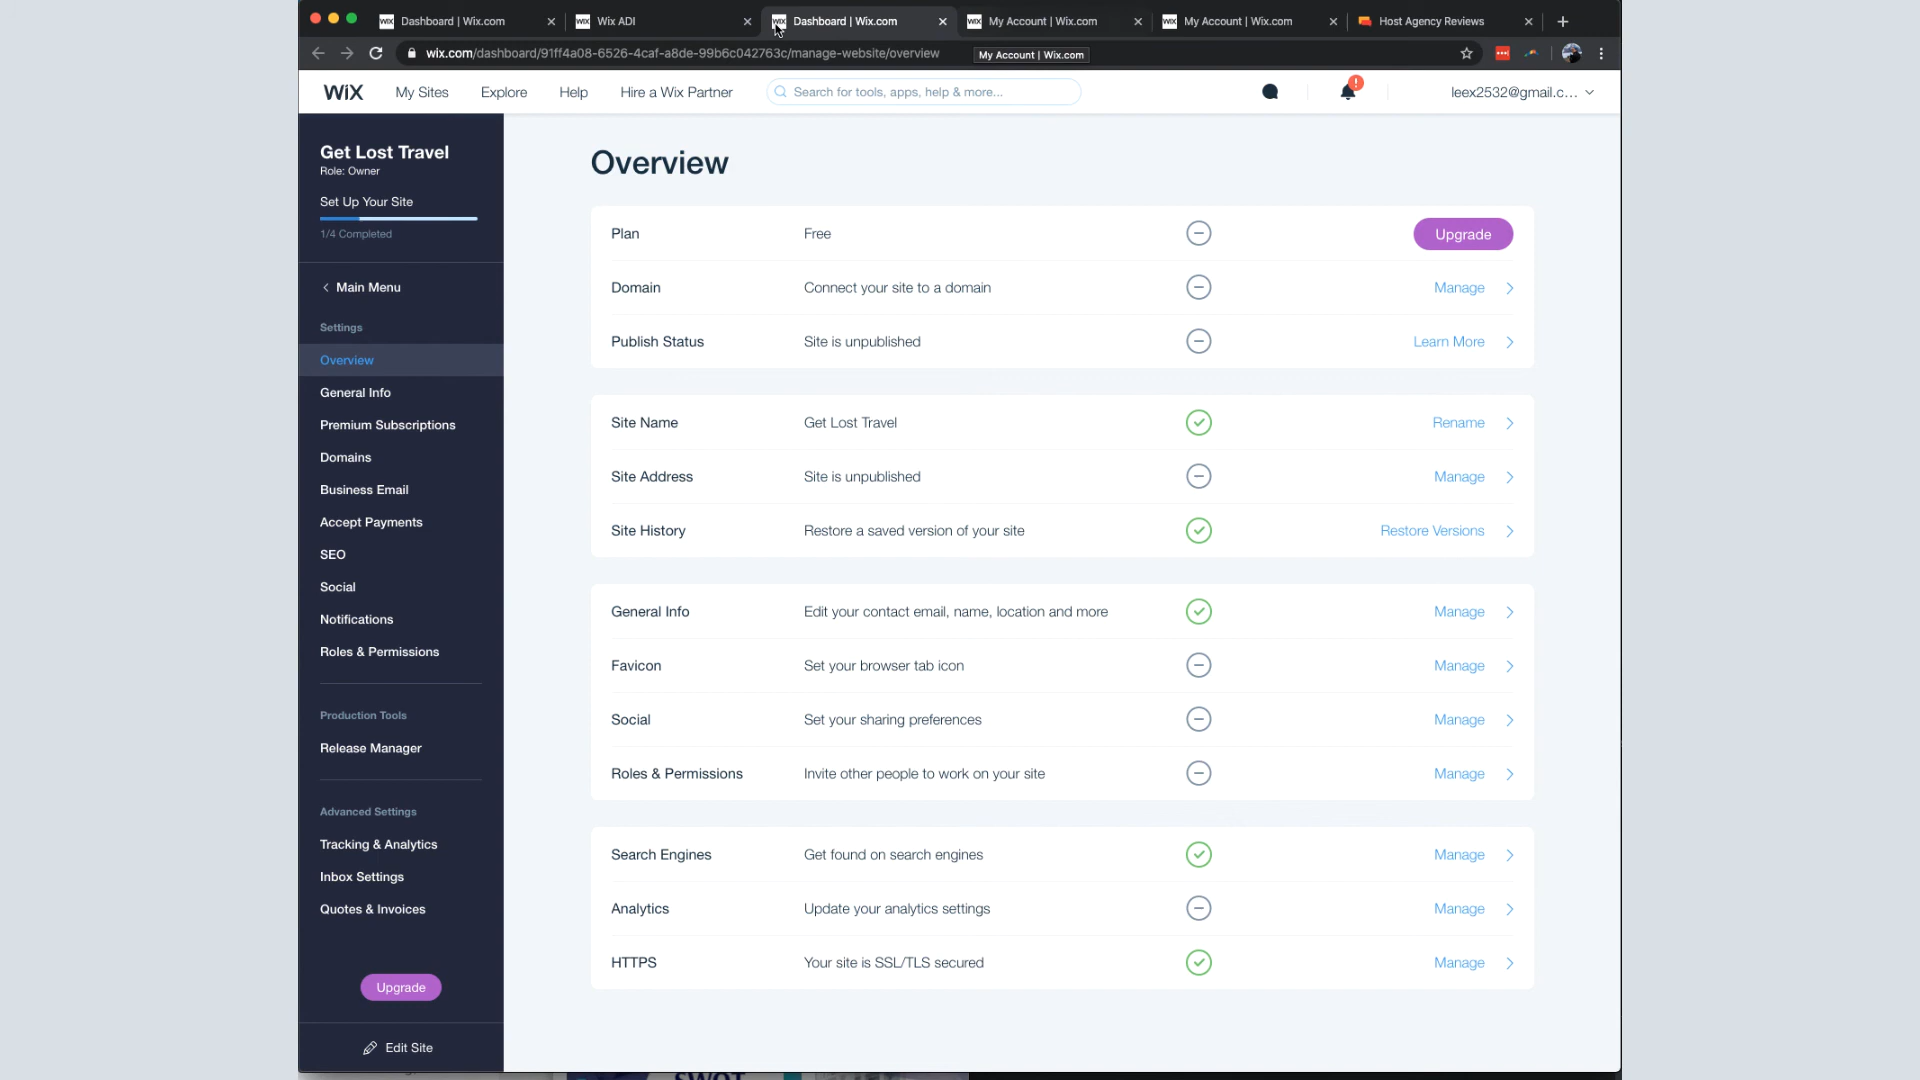 Dashboard | Wix.com
Wix ADI
Dashboard | Wix.com
My Account | Wix.com
My Account | Wix.com
Host Agency Reviews
wix.com/dashboard/91ff4a08-6526-4caf-a8de-99b6c042763c/manage-website/overview
My Account | Wix.com
WiX
My Sites
Explore
Help
Hire a Wix Partner
Search for tools, apps, help & more...
leex2532@gmail.c...
Get Lost Travel
Role: Owner
Set Up Your Site
1/4 Completed
Main Menu
Settings
Overview
General Info
Premium Subscriptions
Domains
Business Email
Accept Payments
SEO
Social
Notifications
Roles & Permissions
Production Tools
Release Manager
Advanced Settings
Tracking & Analytics
Inbox Settings
Quotes & Invoices
Upgrade
Edit Site
Overview
Plan Free Upgrade
Domain Connect your site to a domain Manage
Publish Status Site is unpublished Learn More
Site Name Get Lost Travel Rename
Site Address Site is unpublished Manage
Site History Restore a saved version of your site Restore Versions
General Info Edit your contact email, name, location and more Manage
Favicon Set your browser tab icon Manage
Social Set your sharing preferences Manage
Roles & Permissions Invite other people to work on your site Manage
Search Engines Get found on search engines Manage
Analytics Update your analytics settings Manage
HTTPS Your site is SSL/TLS secured Manage
SWOT